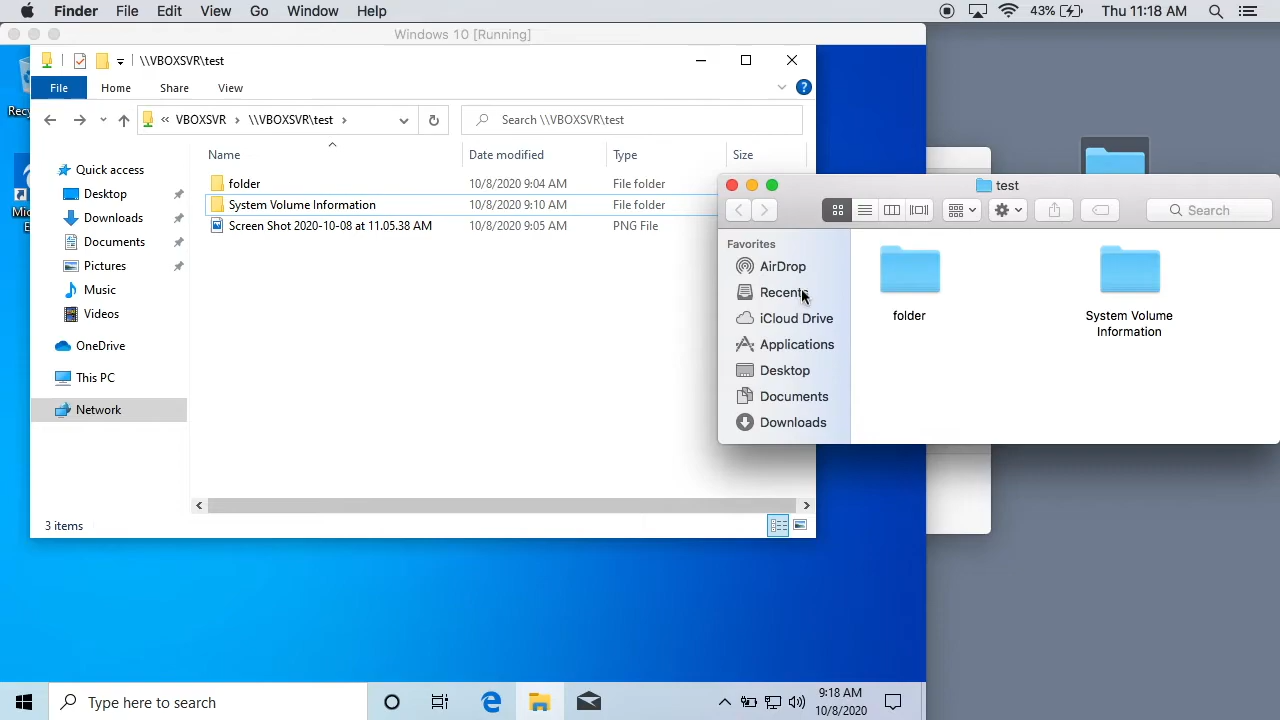 Finder File Edit View Go Window Help 43% Thu 11:18 AM
Windows 10 [Running]
\\VBOXSVR\test
File Home Share View
« VBOXSVR › \\VBOXSVR\test › Search \\VBOXSVR\test
Name Date modified Type Size
folder 10/8/2020 9:04 AM File folder
System Volume Information 10/8/2020 9:10 AM File folder
Screen Shot 2020-10-08 at 11.05.38 AM 10/8/2020 9:05 AM PNG File
Quick access
Desktop
Downloads
Documents
Pictures
Music
Videos
OneDrive
This PC
Network
3 items
test
Search
Favorites
AirDrop
Recents
iCloud Drive
Applications
Desktop
Documents
Downloads
folder
System Volume
Information
Type here to search
9:18 AM
10/8/2020